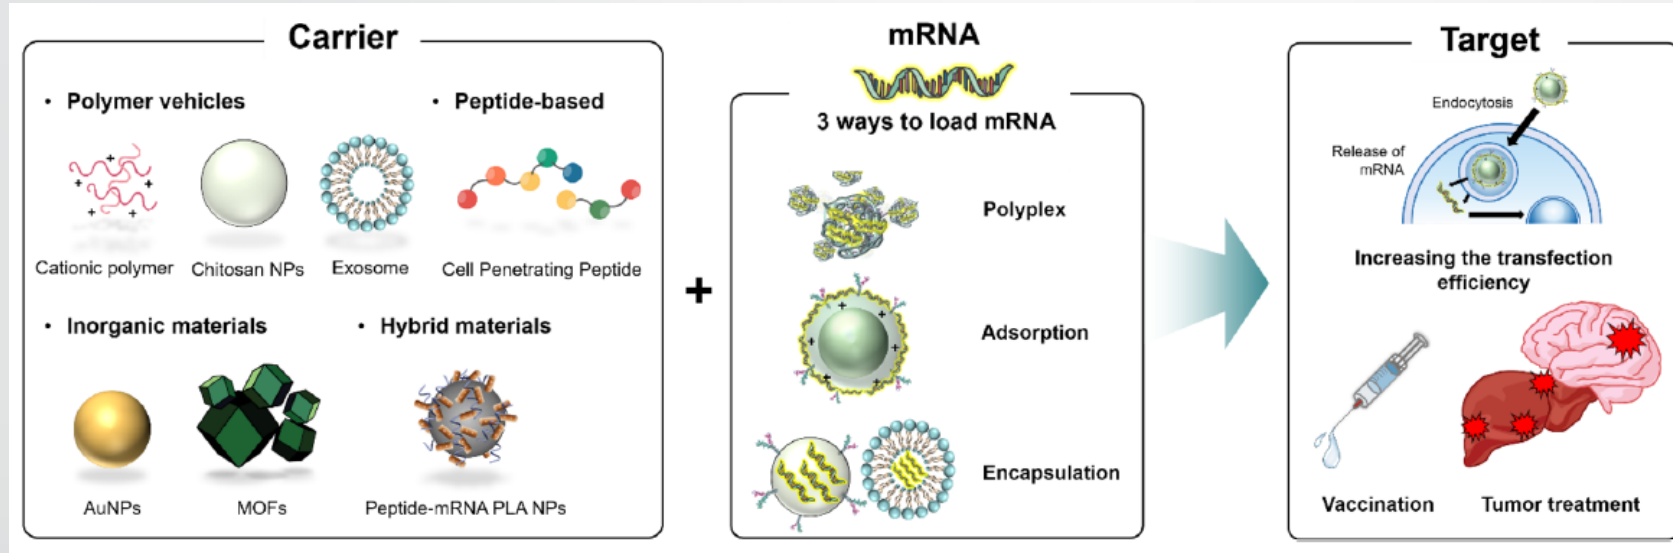 Carrier
• Polymer vehicles
• Peptide-based
+
+
+
+
+
Cationic polymer
Chitosan NPs
Exosome
Cell Penetrating Peptide
• Inorganic materials
• Hybrid materials
AuNPs
MOFs
Peptide-mRNA PLA NPs
+
mRNA
3 ways to load mRNA
Polyplex
+
+
+
+
+
+
Adsorption
Encapsulation
Target
Endocytosis
Release of
mRNA
Increasing the transfection
efficiency
Vaccination
Tumor treatment